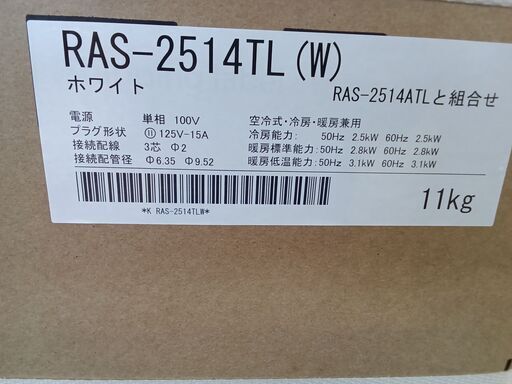 RAS-2514TL(W)
ホワイト
RAS-2514ATLと組合せ
電源 単相 100V
プラグ形状 125V-15A
接続配線 3芯 Φ2
接続配管径 Φ6.35 Φ9.52
空冷式・冷房・暖房兼用
冷房能力: 50Hz 2.5kW 60Hz 2.5kW
暖房標準能力:50Hz 2.8kW 60Hz 2.8kW
暖房低温能力:50Hz 3.1kW 60Hz 3.1kW
*K RAS-2514TLW*
11kg